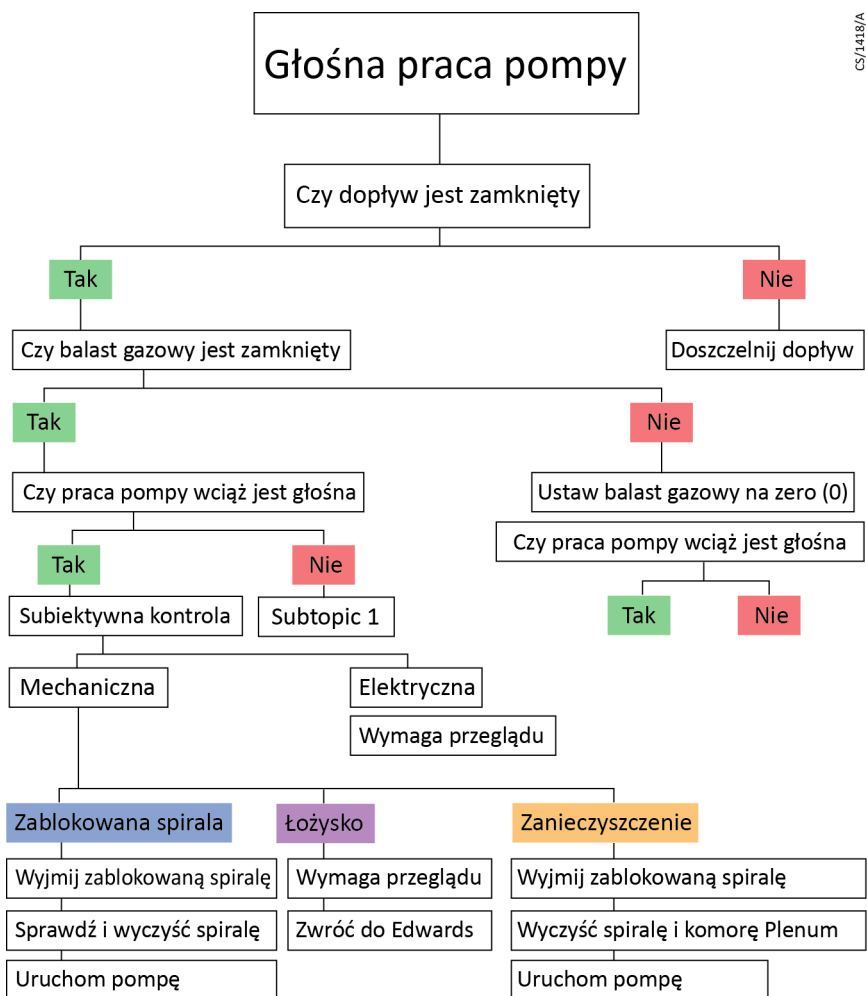 CS/1418/A
Głośna praca pompy
Czy dopływ jest zamknięty
Tak
Nie
Czy balast gazowy jest zamknięty
Doszczelnij dopływ
Tak
Nie
Czy praca pompy wciąż jest głośna
Ustaw balast gazowy na zero (0)
Czy praca pompy wciąż jest głośna
Tak
Nie
Tak
Nie
Subiektywna kontrola
Subtopic 1
Mechaniczna
Elektryczna
Wymaga przeglądu
Zablokowana spirala
Łożysko
Zanieczyszczenie
Wyjmij zablokowaną spiralę
Wymaga przeglądu
Wyjmij zablokowaną spiralę
Sprawdź i wyczyść spiralę
Zwróć do Edwards
Wyczyść spiralę i komorę Plenum
Uruchom pompę
Uruchom pompę